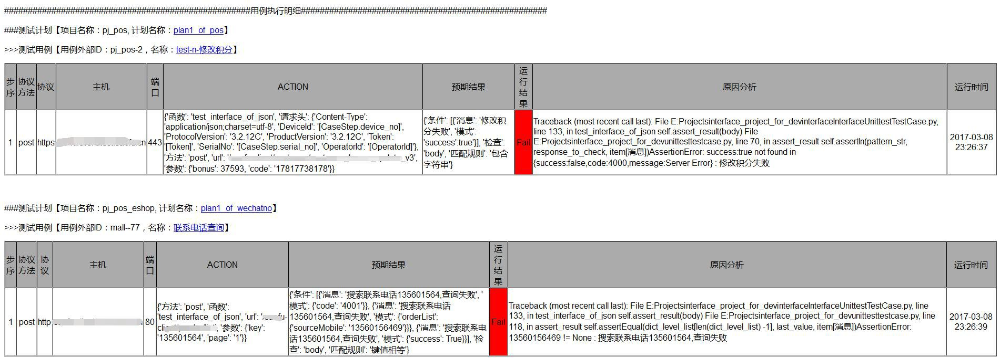 ####################################################用例执行明细####################################################
###测试计划【项目名称：pj_pos, 计划名称：plan1_of_pos】
>>>测试用例【用例外部ID：pj_pos-2，名称：test-n-修改积分】
步序 协议方法 协议 主机 端口 ACTION 预期结果 运行结果 原因分析 运行时间
1 post https cn 443
{'函数': 'test_interface_of_json', '请求头': {'Content-Type':
'application/json;charset=utf-8', 'DeviceId': '[CaseStep.device_no]',
'ProtocolVersion': '3.2.12C', 'ProductVersion': '3.2.12C', 'Token':
'[Token]', 'SerialNo': '[CaseStep.serial_no]', 'OperatorId': '[OperatorId]'},
'方法': 'post', 'url': '/ _v3',
'参数': {'bonus': 37593, 'code': '17817738178'}}
{'条件': [{'消息': '修改积
分失败', '模式':
'success':true'}], '检查':
'body', '匹配规则': '包含
字符串'}
Fail
Traceback (most recent call last): File E:Projectsinterface_project_for_devinterfaceInterfaceUnittestTestCase.py,
line 133, in test_interface_of_json self.assert_result(body) File
E:Projectsinterface_project_for_devunittesttestcase.py, line 70, in assert_result self.assertIn(pattern_str,
response_to_check, item[消息])AssertionError: success:true not found in
{success:false,code:4000,message:Server Error} : 修改积分失败
2017-03-08
23:26:37
###测试计划【项目名称：pj_pos_eshop, 计划名称：plan1_of_wechatno】
>>>测试用例【用例外部ID：mall--77，名称：联系电话查询】
步序 协议方法 协议 主机 端口 ACTION 预期结果 运行结果 原因分析 运行时间
1 post http 80
{'方法': 'post', '函数':
'test_interface_of_json', 'url': '
'参数': {'key':
'135601564', 'page': '1'}}
{'条件': [{'消息': '搜索联系电话135601564,查询失败', '
模式': {'code': '4001'}}, {'消息': '搜索联系电话
135601564,查询失败', '模式': {'orderList':
{'sourceMobile': '13560156469'}}}, {'消息': '搜索联系电
话135601564,查询失败', '模式': {'success': True}}], '检
查': 'body', '匹配规则': '键值相等'}
Fail
Traceback (most recent call last): File E:Projectsinterface_project_for_devinterfaceInterfaceUnittestTestCase.py, line
133, in test_interface_of_json self.assert_result(body) File E:Projectsinterface_project_for_devunittesttestcase.py, line
118, in assert_result self.assertEqual(dict_level_list[len(dict_level_list) -1], last_value, item[消息])AssertionError:
13560156469 != None : 搜索联系电话135601564,查询失败
2017-03-08
23:26:39